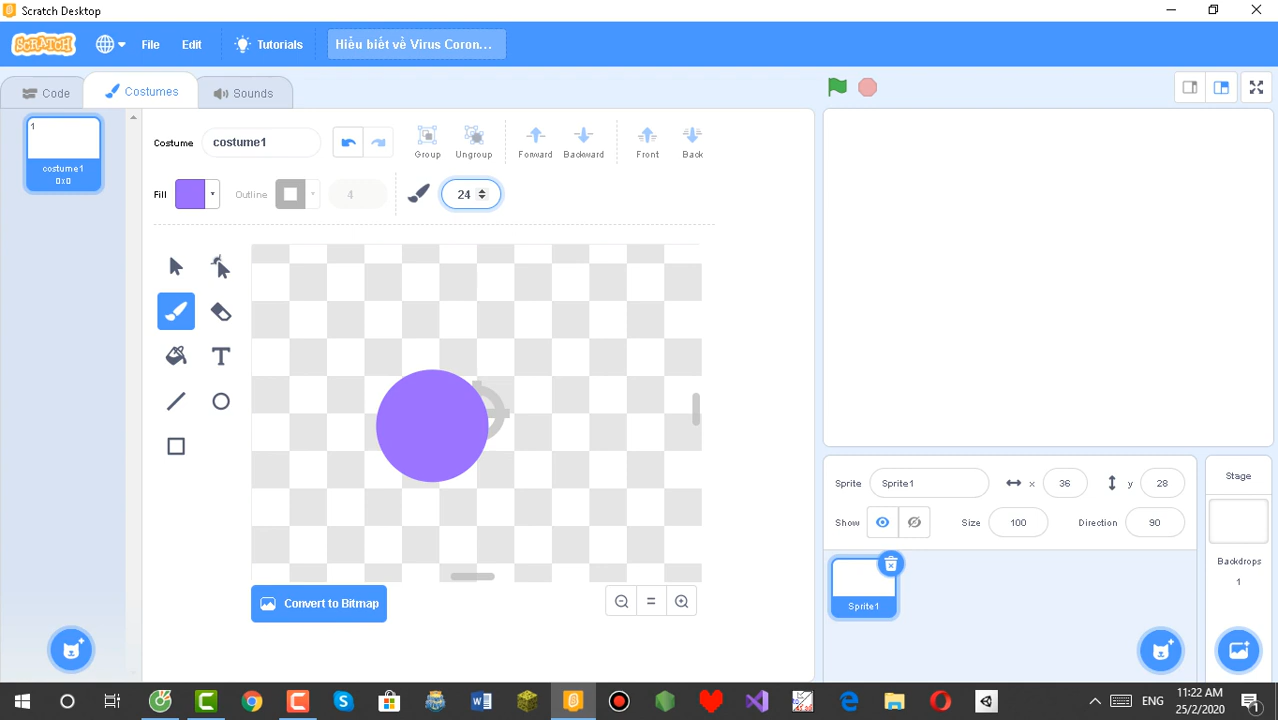 Scratch Desktop
SCRATCH
File
Edit
Tutorials
Hiểu biết về Virus Coron...
Code
Costumes
Sounds
1
costume1
0x0
Costume
costume1
Group
Ungroup
Forward
Backward
Front
Back
Fill
Outline
4
24
T
Convert to Bitmap
Sprite
Sprite1
x
36
y
28
Show
Size
100
Direction
90
Sprite1
Stage
Backdrops
1
ENG
11:22 AM
25/2/2020
1